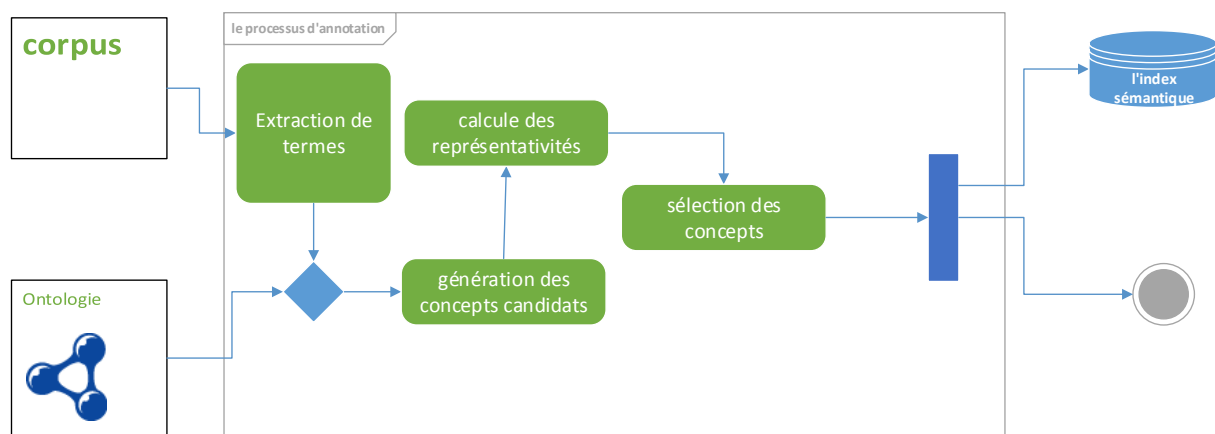 corpus
le processus d'annotation
Extraction de
termes
calcule des
représentativités
sélection des
concepts
l'index
sémantique
Ontologie
génération des
concepts candidats